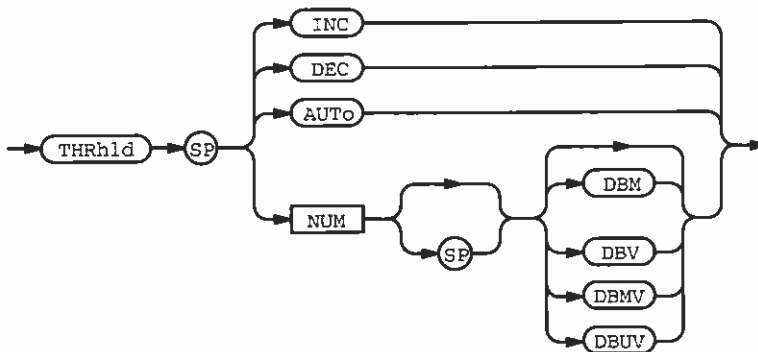 INC
DEC
AUTo
THRhld
SP
NUM
SP
DBM
DBV
DBMV
DBUV